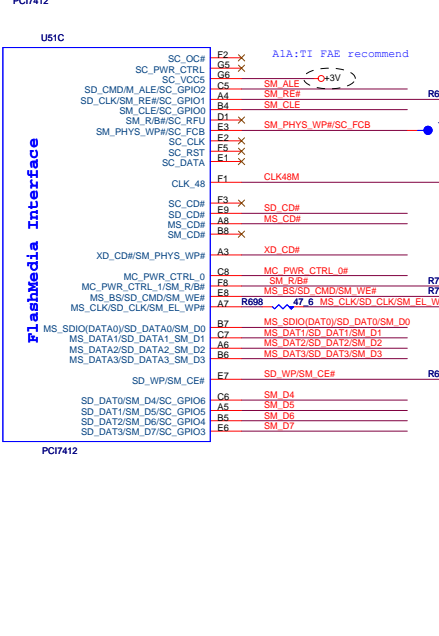 PCI7412
U51C
A1A:TI FAE recommend
SC_OC# F2
SC_PWR_CTRL G5
SC_VCC5 G6 +3V
SD_CMD/M_ALE/SC_GPIO2 C5 SM_ALE
SD_CLK/SM_RE#/SC_GPIO1 A4 SM_RE# R6
SM_CLE/SC_GPIO0 B4 SM_CLE
SM_R/B#/SC_RFU D1
SM_PHYS_WP#/SC_FCB E3 SM_PHYS_WP#/SC_FCB
SC_CLK E2
SC_RST F5
SC_DATA E1
CLK_48 F1 CLK48M
SC_CD# F3
SD_CD# E9 SD_CD#
MS_CD# A8 MS_CD#
SM_CD# B8
XD_CD#/SM_PHYS_WP# A3 XD_CD#
MC_PWR_CTRL_0 C8 MC_PWR_CTRL_0#
MC_PWR_CTRL_1/SM_R/B# F8 SM_R/B# R7
MS_BS/SD_CMD/SM_WE# E8 MS_BS/SD_CMD/SM_WE# R7
MS_CLK/SD_CLK/SM_EL_WP# A7 R698 47_6 MS_CLK/SD_CLK/SM_EL_W
MS_SDIO(DATA0)/SD_DATA0/SM_D0 B7 MS_SDIO(DAT0)/SD_DAT0/SM_D0
MS_DATA1/SD_DATA1_SM_D1 C7 MS_DAT1/SD_DAT1/SM_D1
MS_DATA2/SD_DATA2_SM_D2 A6 MS_DAT2/SD_DAT2/SM_D2
MS_DATA3/SD_DATA3_SM_D3 B6 MS_DAT3/SD_DAT3/SM_D3
SD_WP/SM_CE# E7 SD_WP/SM_CE# R6
SD_DAT0/SM_D4/SC_GPIO6 C6 SM_D4
SD_DAT1/SM_D5/SC_GPIO5 A5 SM_D5
SD_DAT2/SM_D6/SC_GPIO4 B5 SM_D6
SD_DAT3/SM_D7/SC_GPIO3 E6 SM_D7
FlashMedia Interface
PCI7412